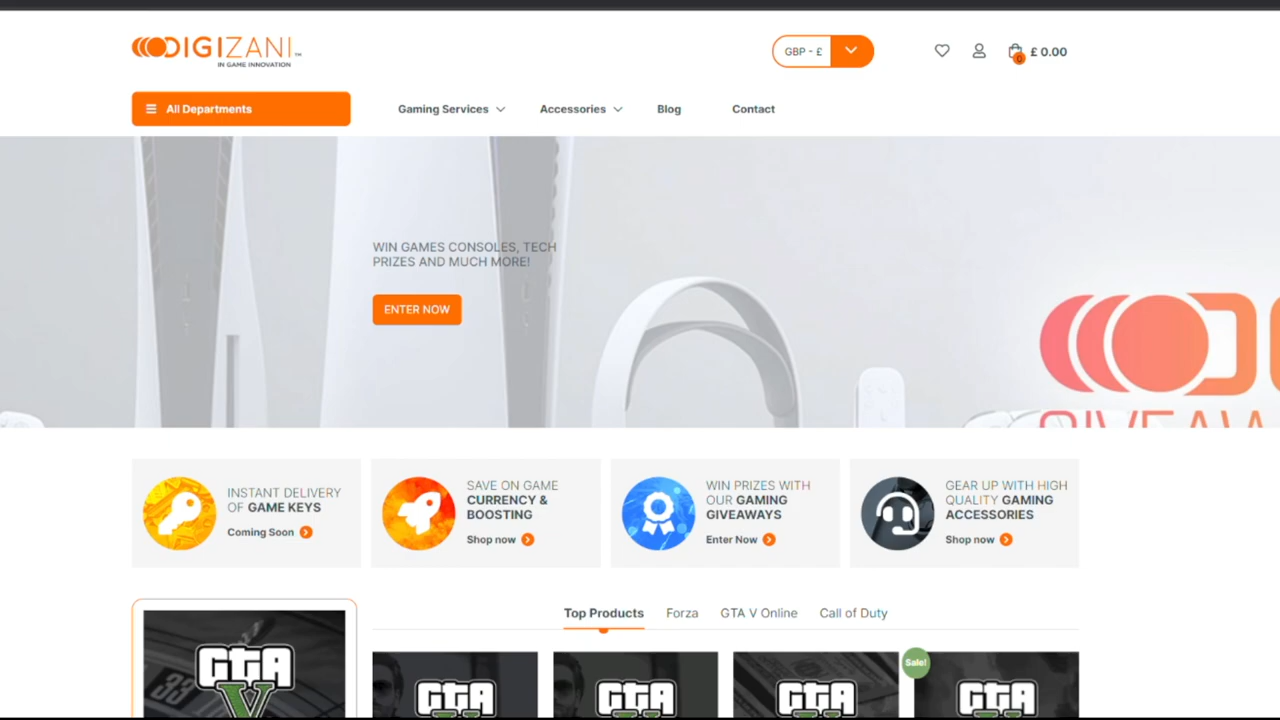 DIGIZANI™
IN GAME INNOVATION
GBP - £
0
£ 0.00
All Departments
Gaming Services
Accessories
Blog
Contact
WIN GAMES CONSOLES, TECH
PRIZES AND MUCH MORE!
ENTER NOW
GIVEAW
INSTANT DELIVERY
OF GAME KEYS
Coming Soon
SAVE ON GAME
CURRENCY &
BOOSTING
Shop now
WIN PRIZES WITH
OUR GAMING
GIVEAWAYS
Enter Now
GEAR UP WITH HIGH
QUALITY GAMING
ACCESSORIES
Shop now
Top Products
Forza
GTA V Online
Call of Duty
GTA
V
GTA
GTA
GTA
Sale!
GTA